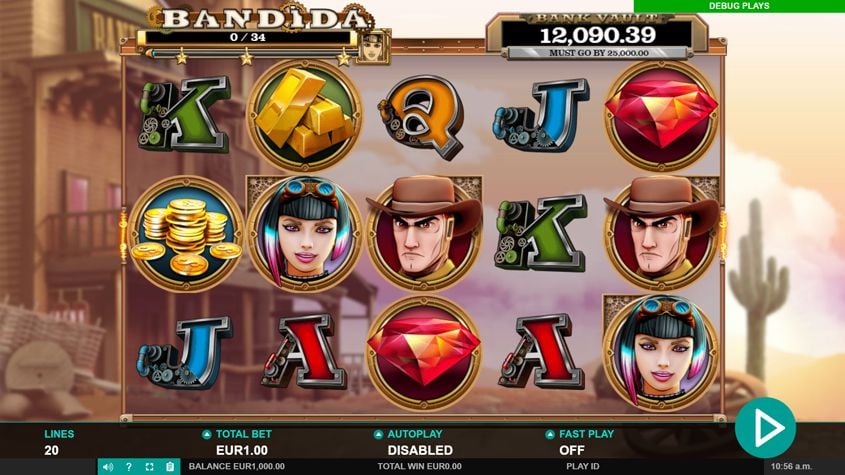 DEBUG PLAYS
BANDIDA
0 / 34
BANK VAULT
12,090.39
MUST GO BY 25,000.00
K
Q
J
K
J
A
A
LINES
20
TOTAL BET
EUR1.00
AUTOPLAY
DISABLED
FAST PLAY
OFF
?
BALANCE EUR1,000.00
TOTAL WIN EUR0.00
PLAY ID
10:56 a.m.